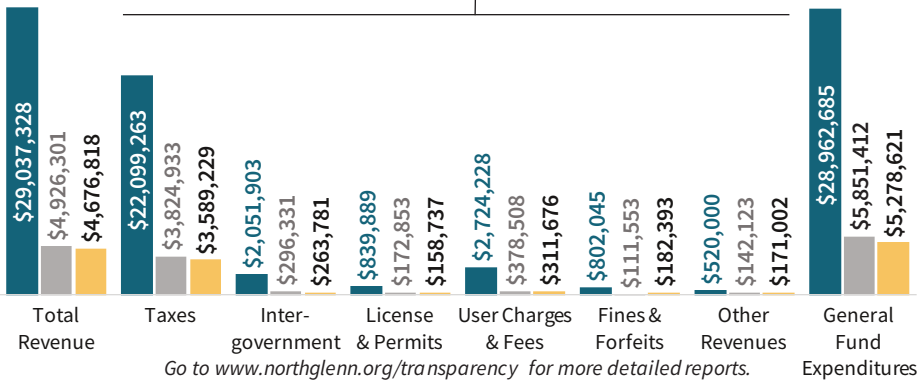 $29,037,328
$4,926,301
$4,676,818
$22,099,263
$3,824,933
$3,589,229
$2,051,903
$296,331
$263,781
$839,889
$172,853
$158,737
$2,724,228
$378,508
$311,676
$802,045
$111,553
$182,393
$520,000
$142,123
$171,002
$28,962,685
$5,851,412
$5,278,621
Total
Revenue
Taxes
Inter-
government
License
& Permits
User Charges
& Fees
Fines &
Forfeits
Other
Revenues
General
Fund
Expenditures
Go to www.northglenn.org/transparency for more detailed reports.